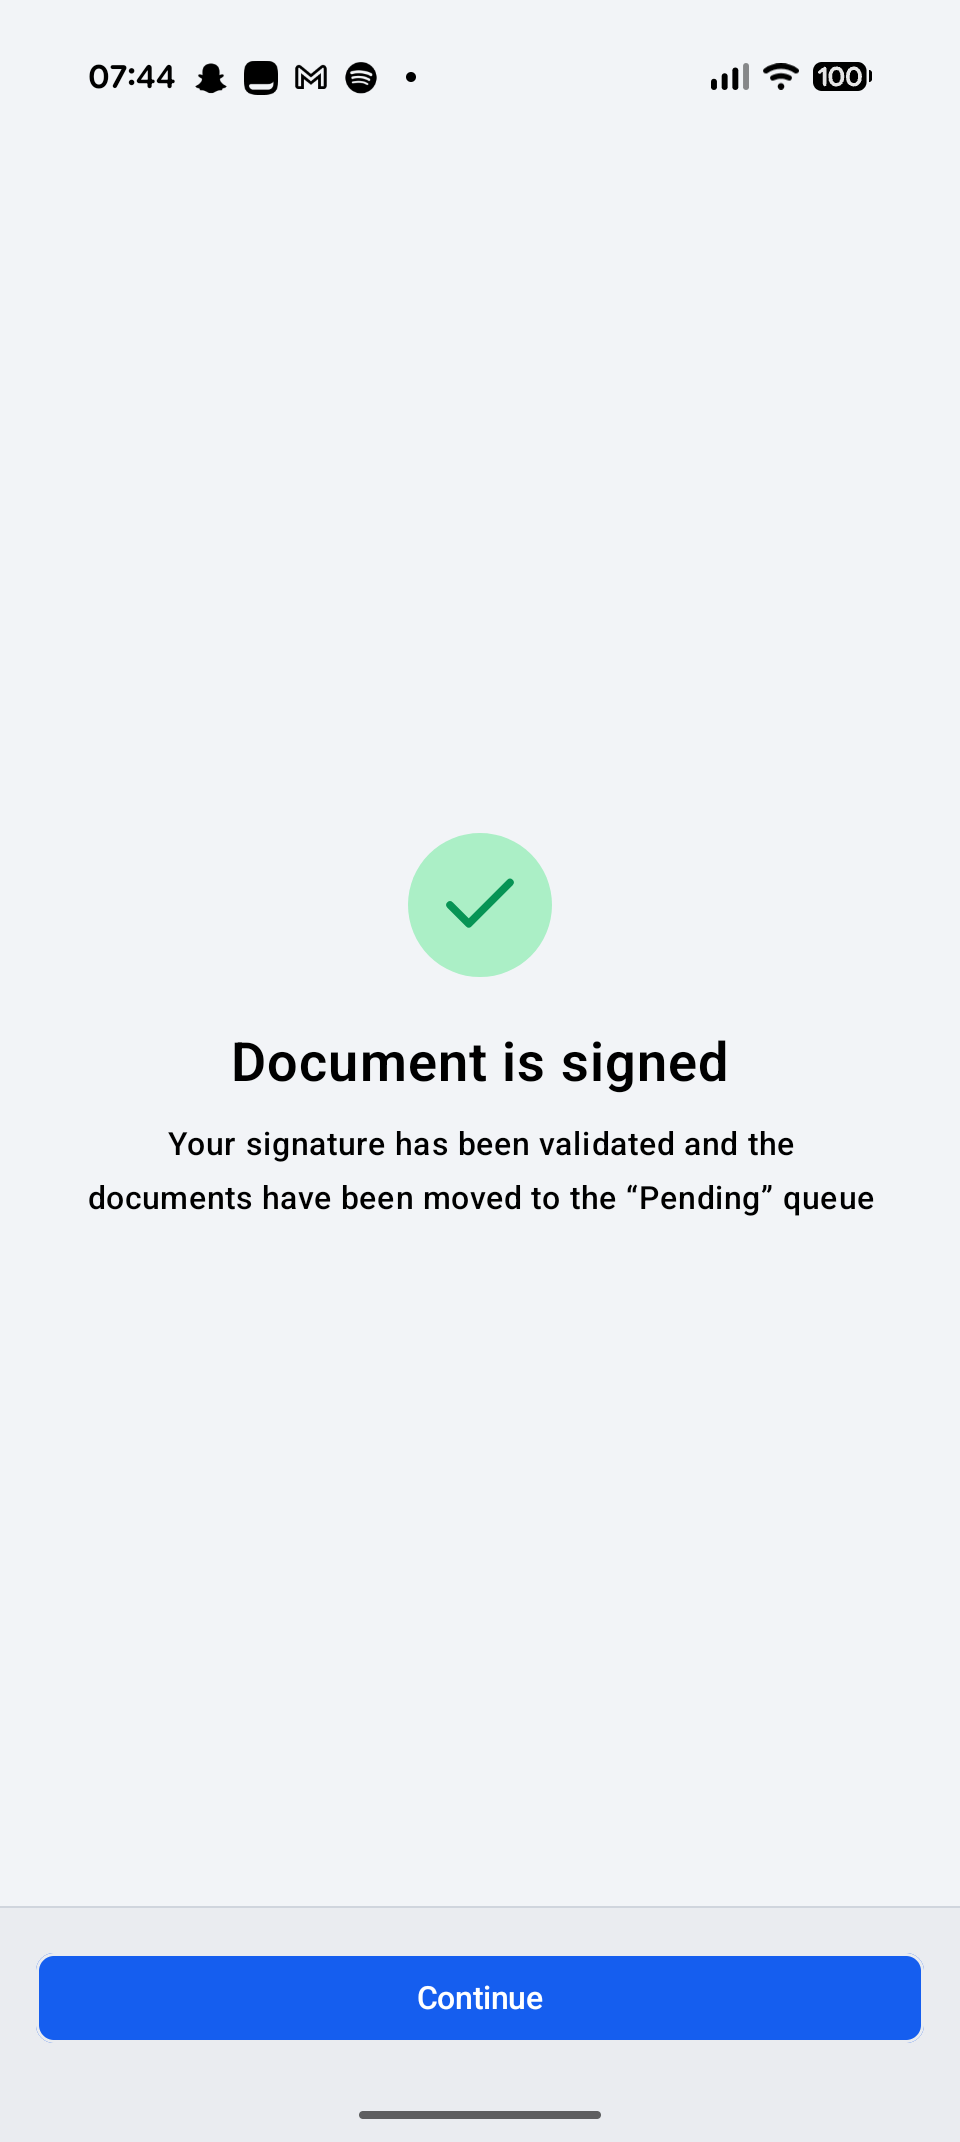 07:44
100
Document is signed
Your signature has been validated and the
documents have been moved to the “Pending” queue
Continue